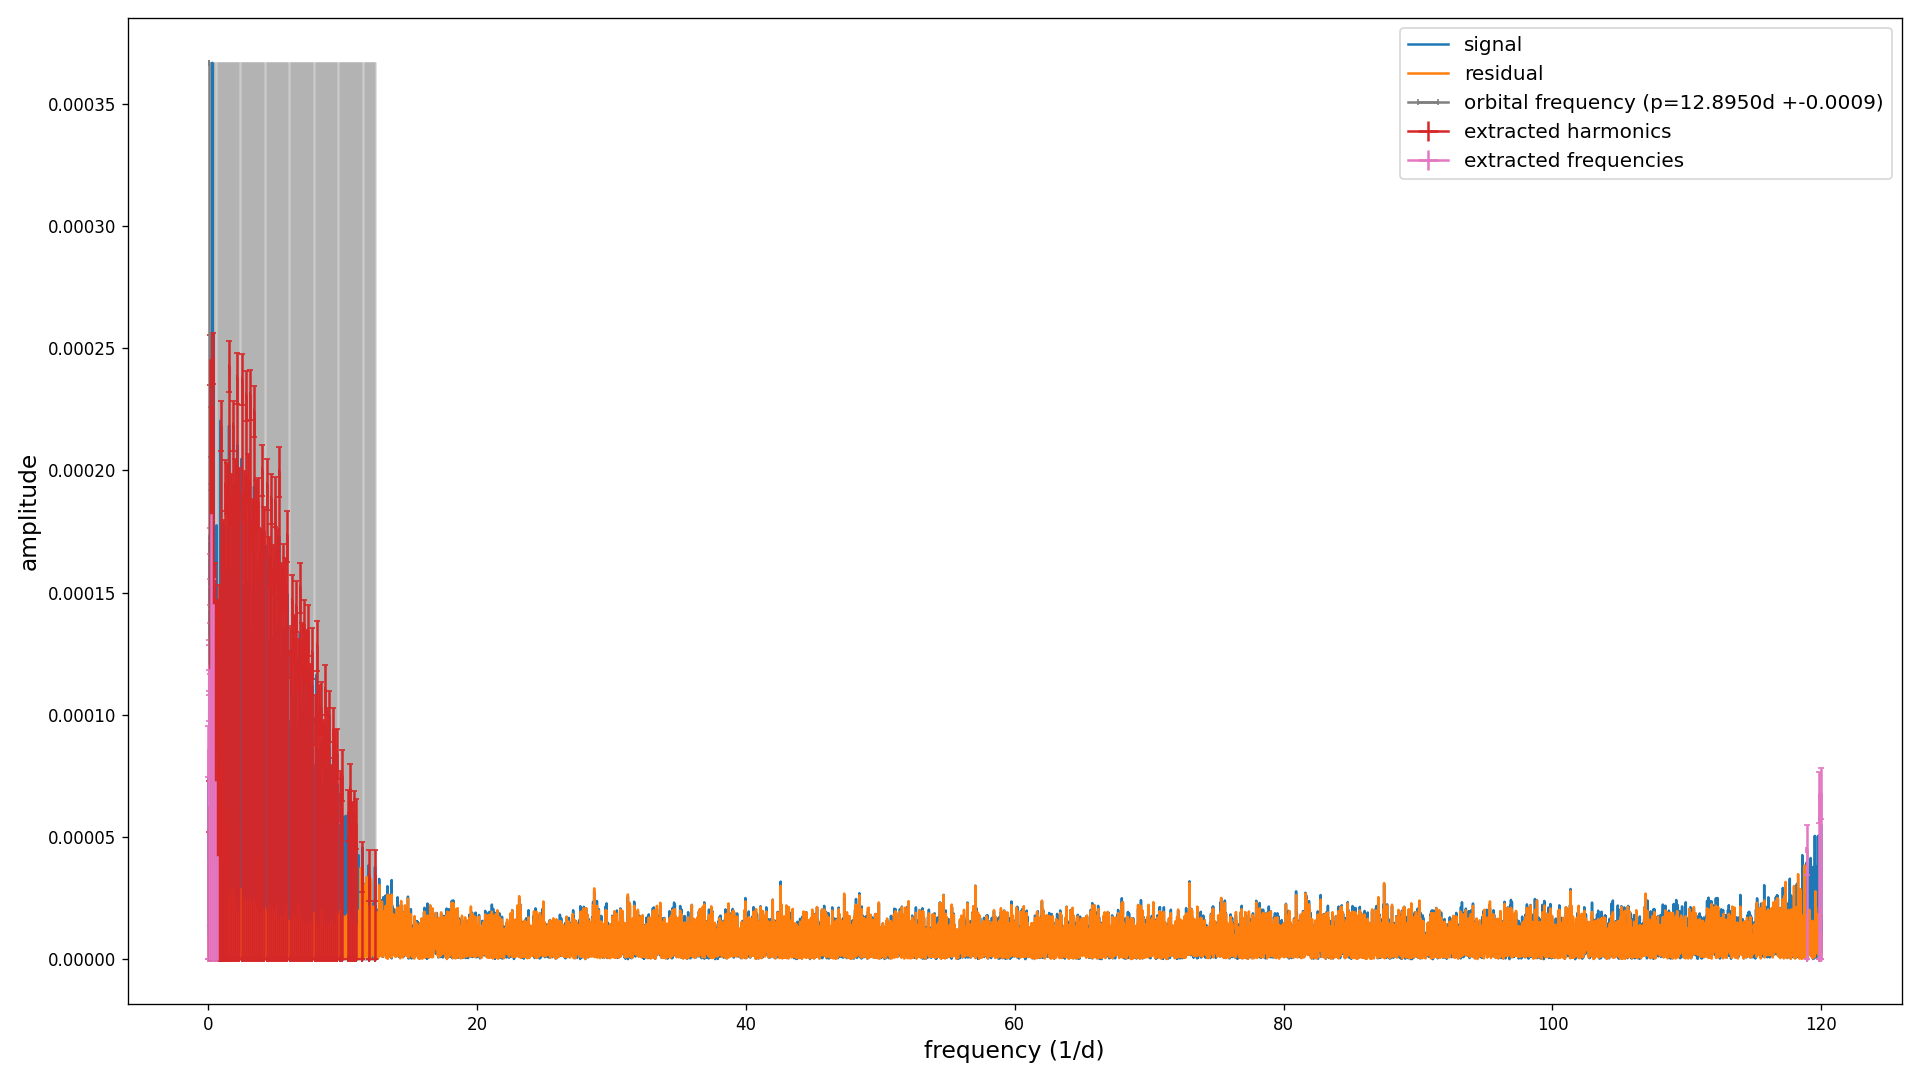 signal
residual
orbital frequency (p=12.8950d +-0.0009)
extracted harmonics
extracted frequencies
0.00035
0.00030
0.00025
0.00020
0.00015
0.00010
0.00005
0.00000
amplitude
0 20 40 60 80 100 120
frequency (1/d)